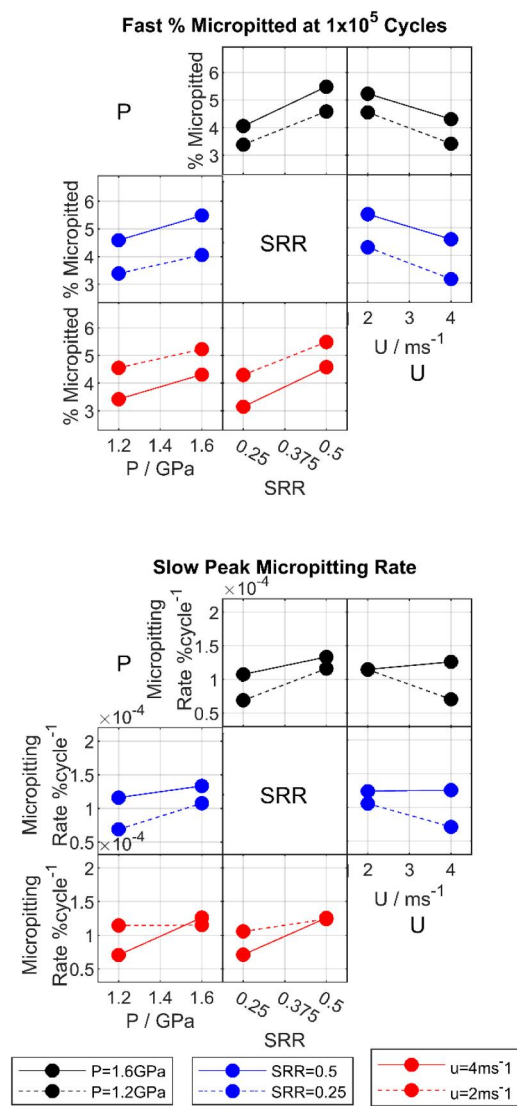 Fast % Micropitted at 1x10⁵ Cycles
P
% Micropitted
6
5
4
3
% Micropitted
6
5
4
3
SRR
2 4
U / ms⁻¹
U
% Micropitted
6
5
4
3
1.2 1.4 1.6
P / GPa
0.25 0.375 0.5
SRR
Slow Peak Micropitting Rate
×10⁻⁴
P
Micropitting
Rate %cycle⁻¹
2
1.5
1
0.5
×10⁻⁴
Micropitting
Rate %cycle⁻¹
2
1.5
1
0.5
SRR
2 4
U / ms⁻¹
U
×10⁻⁴
Micropitting
Rate %cycle⁻¹
2
1.5
1
0.5
1.2 1.4 1.6
P / GPa
0.25 0.375 0.5
SRR
P=1.6GPa
P=1.2GPa
SRR=0.5
SRR=0.25
u=4ms⁻¹
u=2ms⁻¹